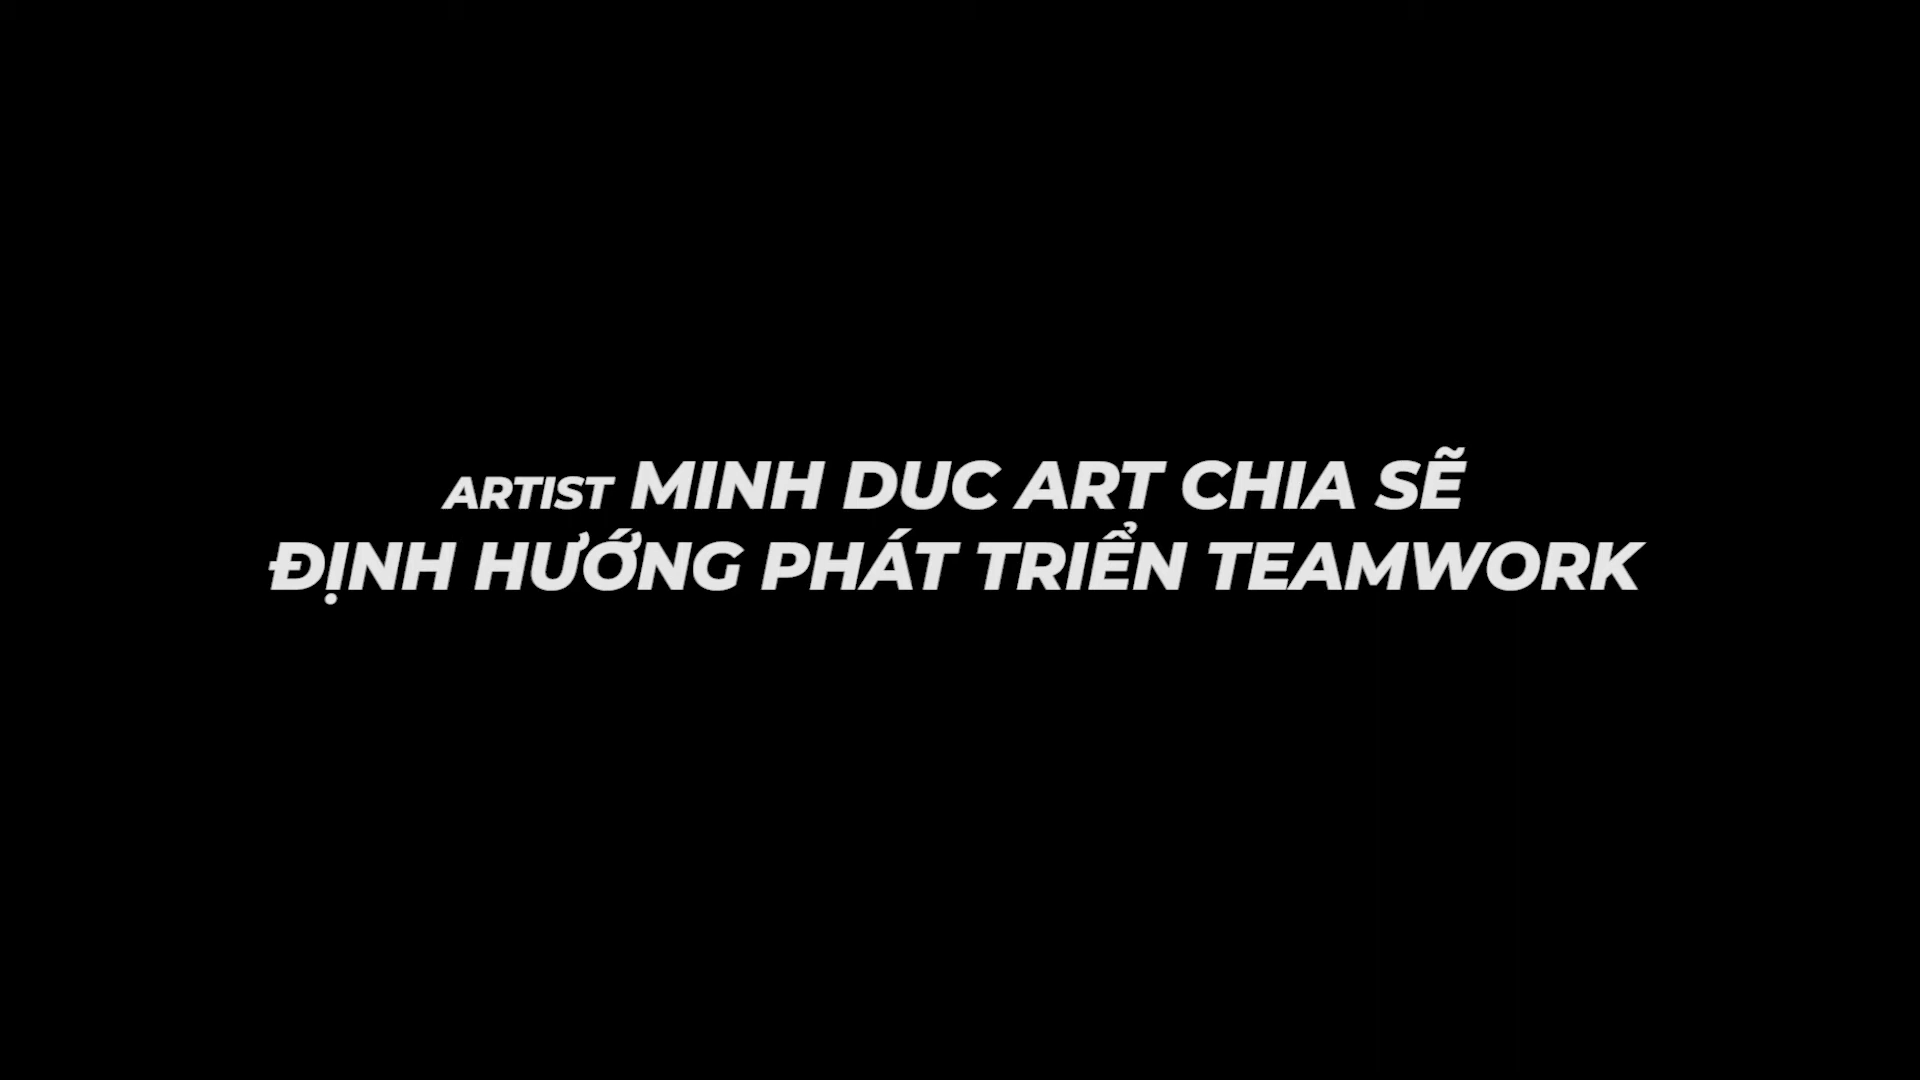 ARTIST MINH DUC ART CHIA SẼ
ĐỊNH HƯỚNG PHÁT TRIỂN TEAMWORK